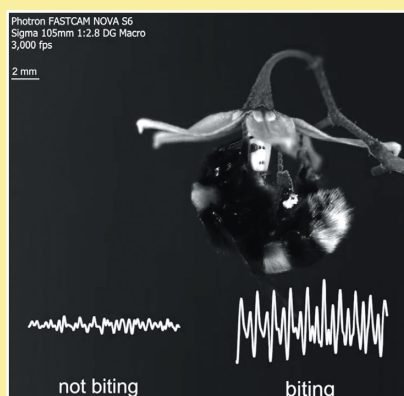 Photron FASTCAM NOVA S6
Sigma 105mm 1:2.8 DG Macro
3,000 fps
2 mm
not biting
biting